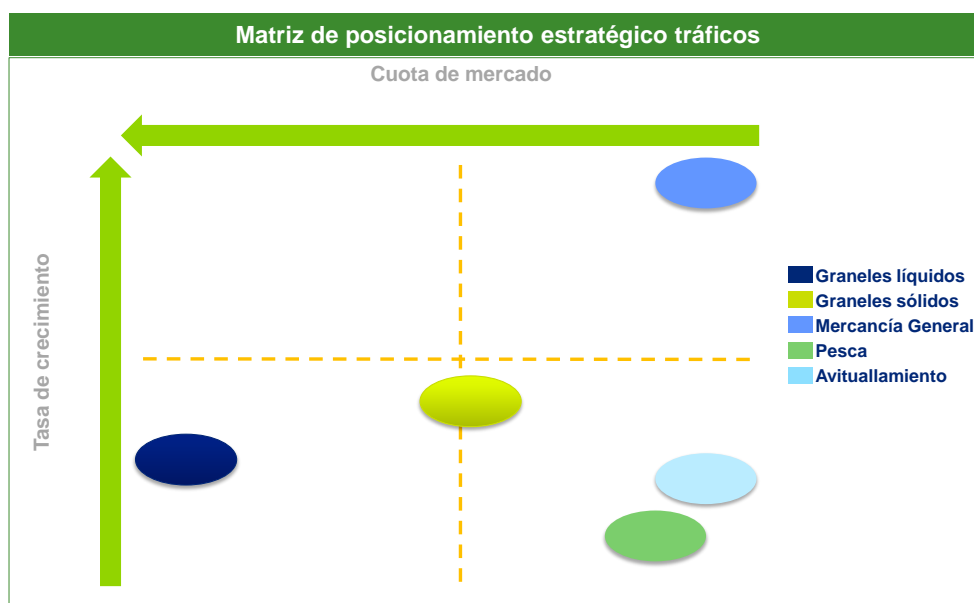 Matriz de posicionamiento estratégico tráficos
Cuota de mercado
Tasa de crecimiento
Graneles líquidos
Graneles sólidos
Mercancía General
Pesca
Avituallamiento